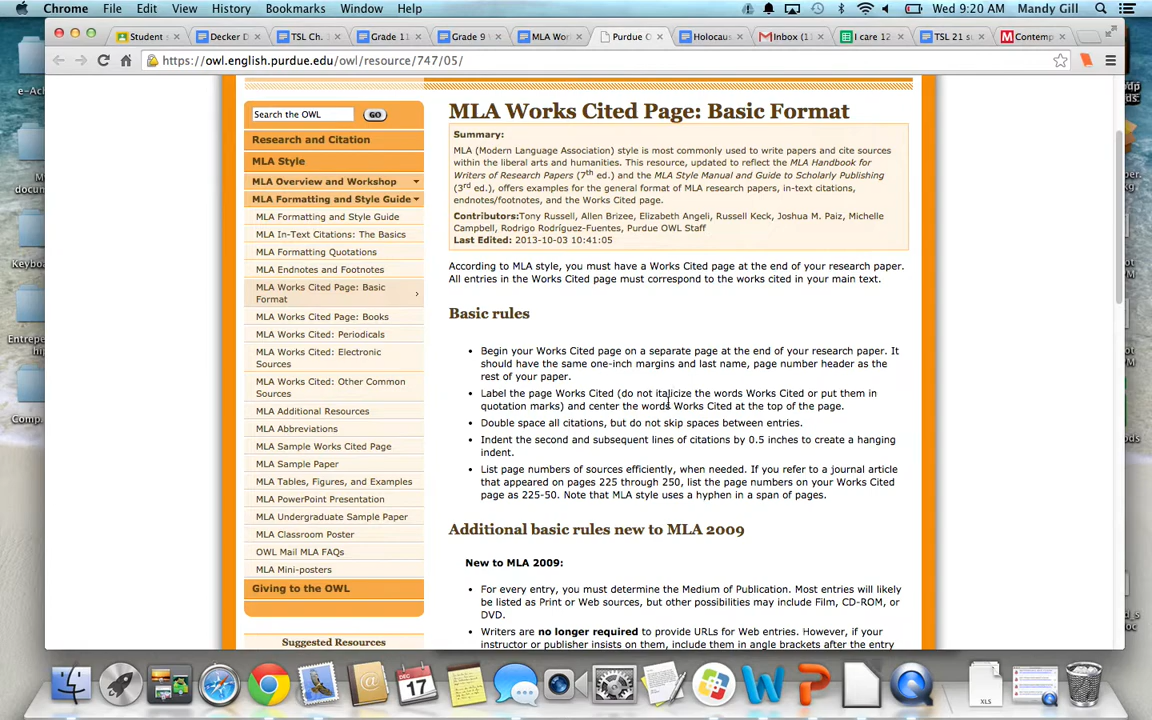 Chrome File Edit View History Bookmarks Window Help Wed 9:20 AM Mandy Gill
Student Decker D TSL Ch. Grade 11 Grade 9 MLA Wor Purdue O Holocaus Inbox (1 I care 12 TSL 21 s Contemp
https://owl.english.purdue.edu/owl/resource/747/05/
Search the OWL GO
Research and Citation
MLA Style
MLA Overview and Workshop
MLA Formatting and Style Guide
MLA Formatting and Style Guide
MLA In-Text Citations: The Basics
MLA Formatting Quotations
MLA Endnotes and Footnotes
MLA Works Cited Page: Basic
Format
MLA Works Cited Page: Books
MLA Works Cited: Periodicals
MLA Works Cited: Electronic
Sources
MLA Works Cited: Other Common
Sources
MLA Additional Resources
MLA Abbreviations
MLA Sample Works Cited Page
MLA Sample Paper
MLA Tables, Figures, and Examples
MLA PowerPoint Presentation
MLA Undergraduate Sample Paper
MLA Classroom Poster
OWL Mail MLA FAQs
MLA Mini-posters
Giving to the OWL
Suggested Resources
MLA Works Cited Page: Basic Format
Summary:
MLA (Modern Language Association) style is most commonly used to write papers and cite sources
within the liberal arts and humanities. This resource, updated to reflect the MLA Handbook for
Writers of Research Papers (7th ed.) and the MLA Style Manual and Guide to Scholarly Publishing
(3rd ed.), offers examples for the general format of MLA research papers, in-text citations,
endnotes/footnotes, and the Works Cited page.
Contributors:Tony Russell, Allen Brizee, Elizabeth Angeli, Russell Keck, Joshua M. Paiz, Michelle
Campbell, Rodrigo Rodríguez-Fuentes, Purdue OWL Staff
Last Edited: 2013-10-03 10:41:05
According to MLA style, you must have a Works Cited page at the end of your research paper.
All entries in the Works Cited page must correspond to the works cited in your main text.
Basic rules
• Begin your Works Cited page on a separate page at the end of your research paper. It
should have the same one-inch margins and last name, page number header as the
rest of your paper.
• Label the page Works Cited (do not italicize the words Works Cited or put them in
quotation marks) and center the words Works Cited at the top of the page.
• Double space all citations, but do not skip spaces between entries.
• Indent the second and subsequent lines of citations by 0.5 inches to create a hanging
indent.
• List page numbers of sources efficiently, when needed. If you refer to a journal article
that appeared on pages 225 through 250, list the page numbers on your Works Cited
page as 225-50. Note that MLA style uses a hyphen in a span of pages.
Additional basic rules new to MLA 2009
New to MLA 2009:
• For every entry, you must determine the Medium of Publication. Most entries will likely
be listed as Print or Web sources, but other possibilities may include Film, CD-ROM, or
DVD.
• Writers are no longer required to provide URLs for Web entries. However, if your
instructor or publisher insists on them, include them in angle brackets after the entry
DEC
17
XLS